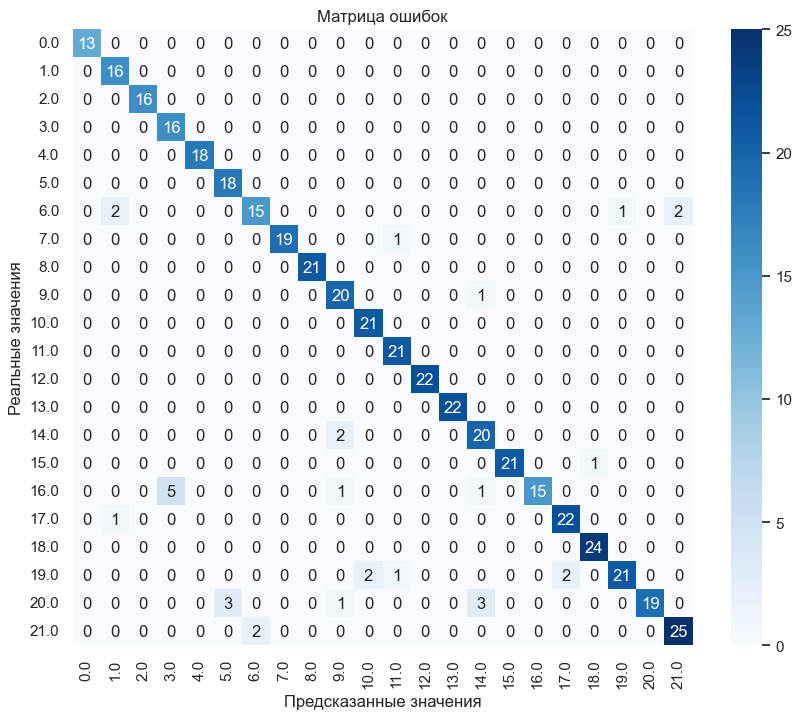 Матрица ошибок
0.0 13 0 0 0 0 0 0 0 0 0 0 0 0 0 0 0 0 0 0 0 0 0
1.0 0 16 0 0 0 0 0 0 0 0 0 0 0 0 0 0 0 0 0 0 0 0
2.0 0 0 16 0 0 0 0 0 0 0 0 0 0 0 0 0 0 0 0 0 0 0
3.0 0 0 0 16 0 0 0 0 0 0 0 0 0 0 0 0 0 0 0 0 0 0
4.0 0 0 0 0 18 0 0 0 0 0 0 0 0 0 0 0 0 0 0 0 0 0
5.0 0 0 0 0 0 18 0 0 0 0 0 0 0 0 0 0 0 0 0 0 0 0
6.0 0 2 0 0 0 0 15 0 0 0 0 0 0 0 0 0 0 0 0 1 0 2
7.0 0 0 0 0 0 0 0 19 0 0 0 1 0 0 0 0 0 0 0 0 0 0
8.0 0 0 0 0 0 0 0 0 21 0 0 0 0 0 0 0 0 0 0 0 0 0
9.0 0 0 0 0 0 0 0 0 0 20 0 0 0 0 1 0 0 0 0 0 0 0
10.0 0 0 0 0 0 0 0 0 0 0 21 0 0 0 0 0 0 0 0 0 0 0
11.0 0 0 0 0 0 0 0 0 0 0 0 21 0 0 0 0 0 0 0 0 0 0
12.0 0 0 0 0 0 0 0 0 0 0 0 0 22 0 0 0 0 0 0 0 0 0
13.0 0 0 0 0 0 0 0 0 0 0 0 0 0 22 0 0 0 0 0 0 0 0
14.0 0 0 0 0 0 0 0 0 0 2 0 0 0 0 20 0 0 0 0 0 0 0
15.0 0 0 0 0 0 0 0 0 0 0 0 0 0 0 0 21 0 0 1 0 0 0
16.0 0 0 0 5 0 0 0 0 0 1 0 0 0 0 1 0 15 0 0 0 0 0
17.0 0 1 0 0 0 0 0 0 0 0 0 0 0 0 0 0 0 22 0 0 0 0
18.0 0 0 0 0 0 0 0 0 0 0 0 0 0 0 0 0 0 0 24 0 0 0
19.0 0 0 0 0 0 0 0 0 0 0 2 1 0 0 0 0 0 2 0 21 0 0
20.0 0 0 0 0 0 3 0 0 0 1 0 0 0 0 3 0 0 0 0 0 19 0
21.0 0 0 0 0 0 0 2 0 0 0 0 0 0 0 0 0 0 0 0 0 0 25
0.0 1.0 2.0 3.0 4.0 5.0 6.0 7.0 8.0 9.0 10.0 11.0 12.0 13.0 14.0 15.0 16.0 17.0 18.0 19.0 20.0 21.0
Предсказанные значения
Реальные значения
25
20
15
10
5
0